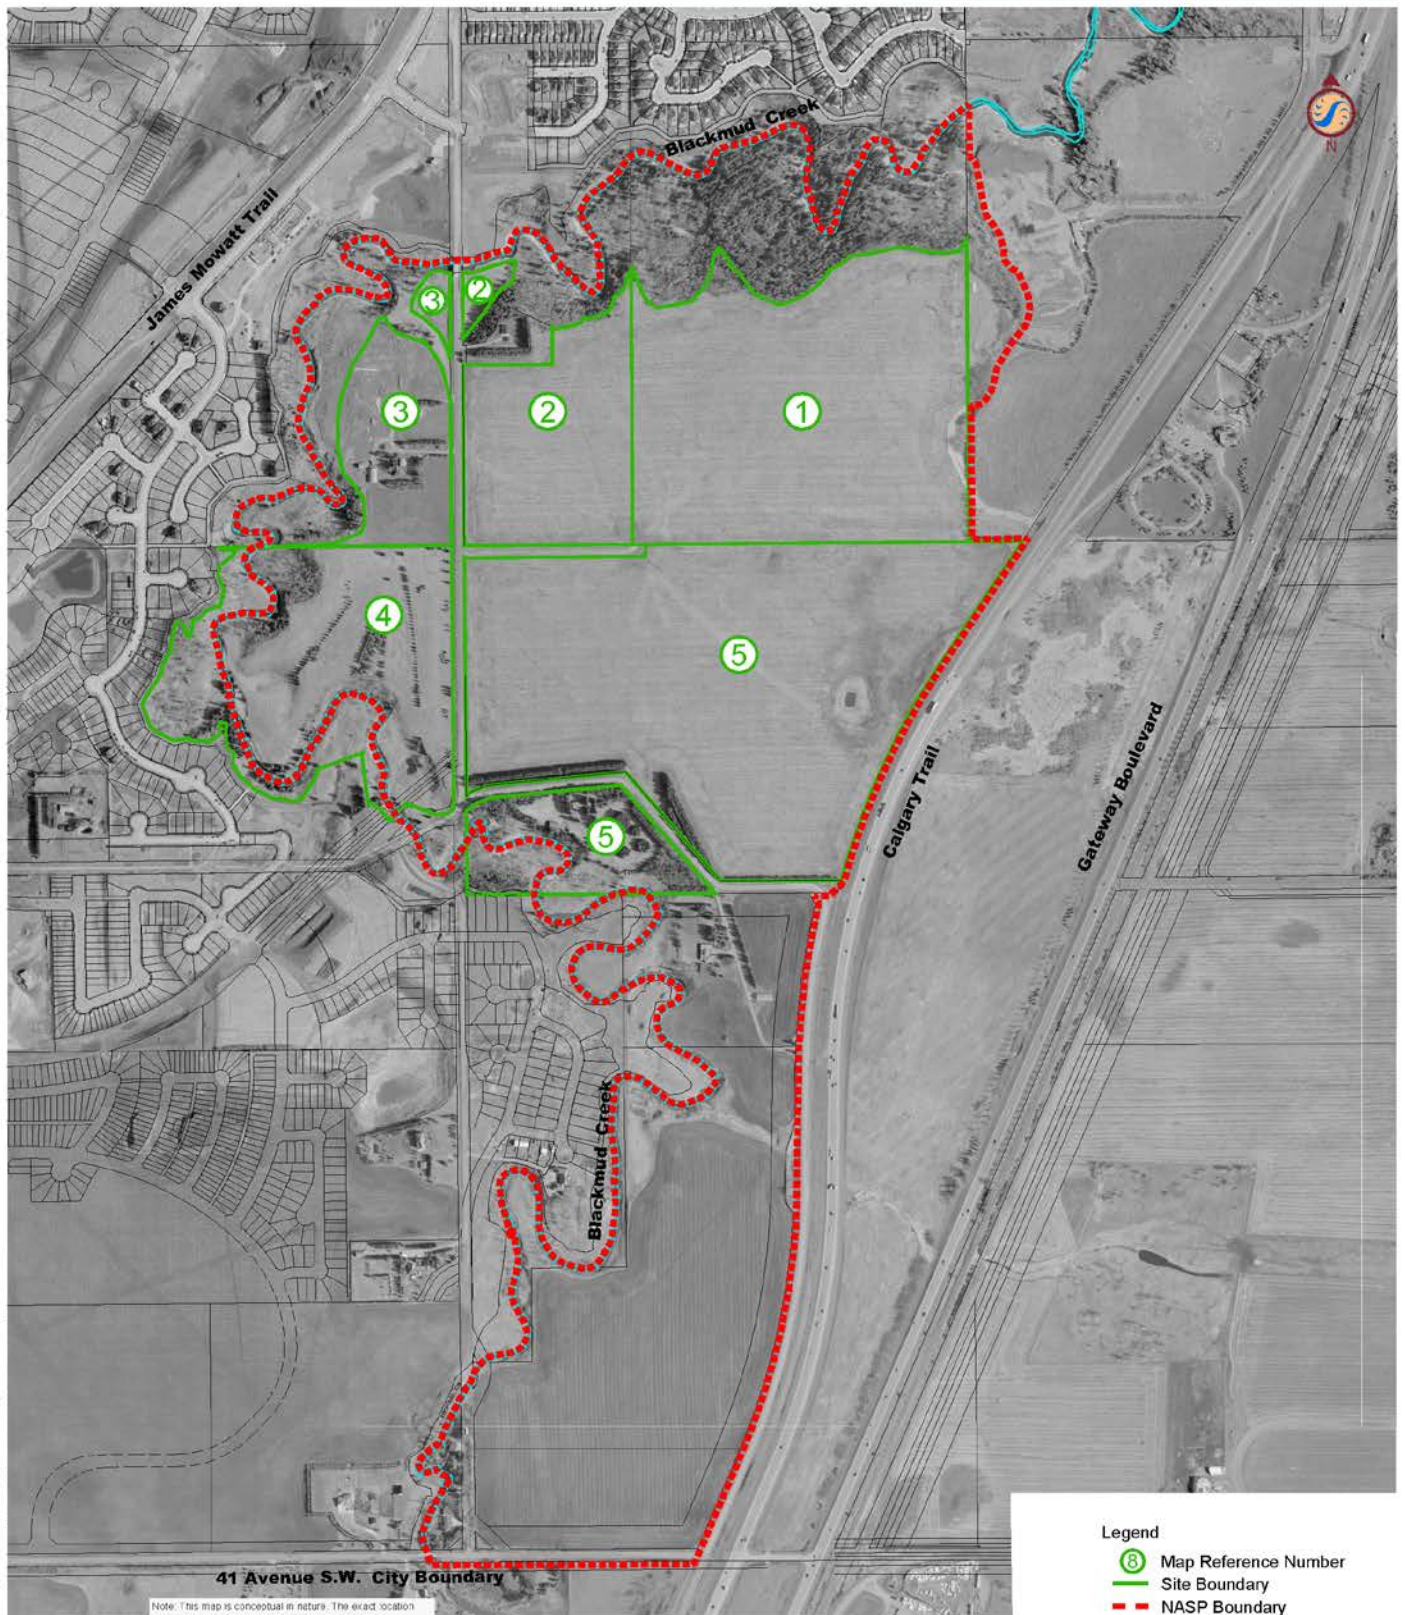 Blackmud Creek
N
James Mowatt Trail
3
2
3
2
1
4
5
5
Calgary Trail
Gateway Boulevard
Blackmud Creek
41 Avenue S.W. City Boundary
Note: This map is conceptual in nature. The exact location
Legend
8 Map Reference Number
Site Boundary
NASP Boundary